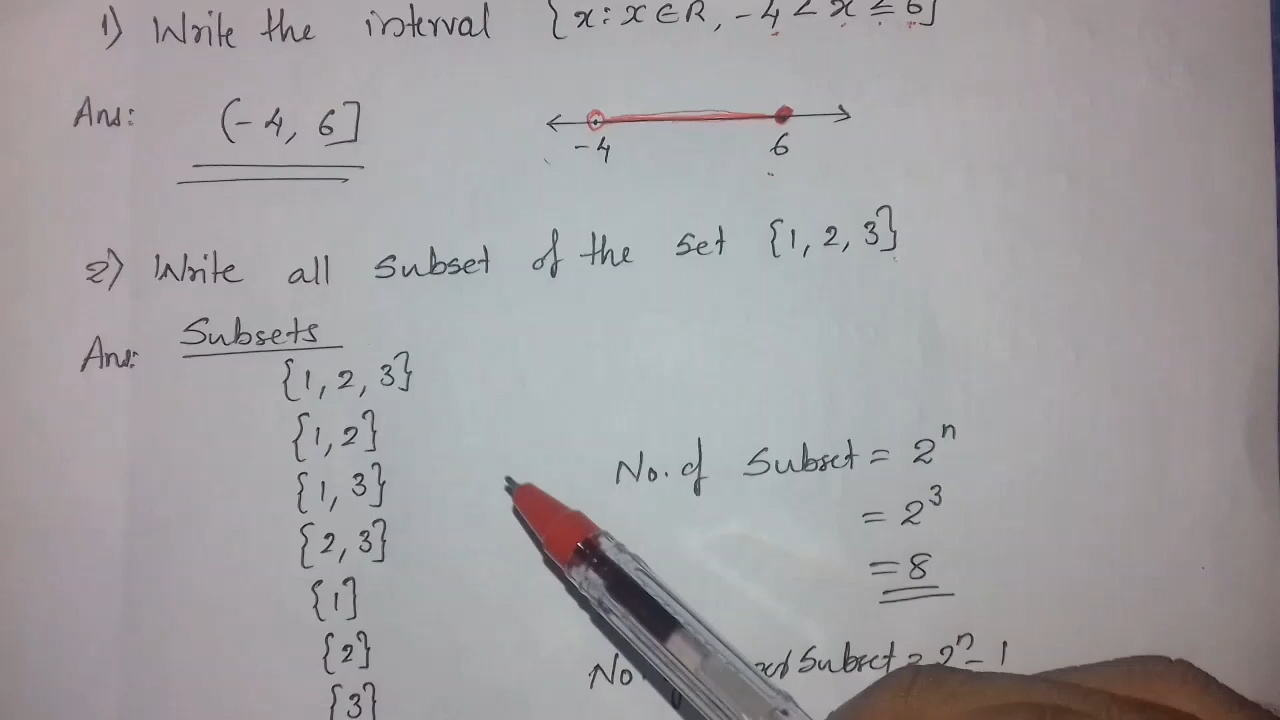 1) Write the interval {x : x ∈ R, -4 < x ≤ 6}
Ans: (-4, 6]
-4 6
2) Write all subset of the set {1, 2, 3}
Ans: Subsets
{1, 2, 3}
{1, 2}
{1, 3}
{2, 3}
{1}
{2}
{3}
No. of Subset = 2ⁿ
= 2³
= 8
No Subset = 2ⁿ - 1